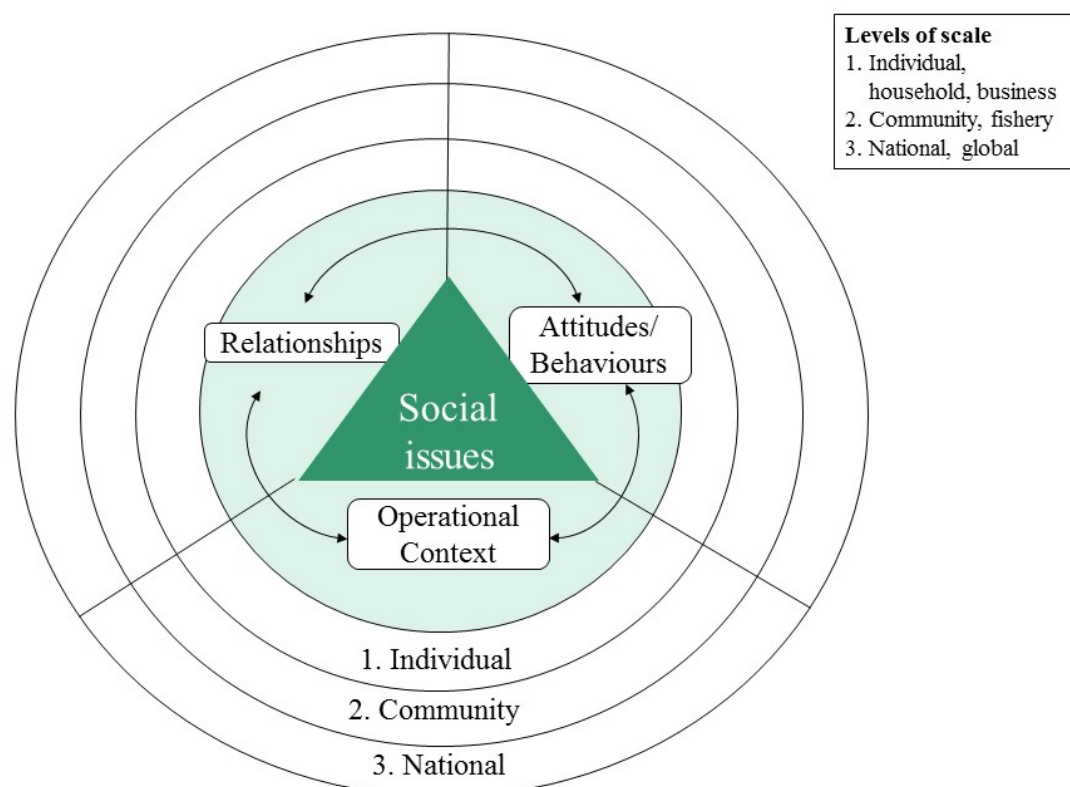 Levels of scale
1. Individual,
household, business
2. Community, fishery
3. National, global
Relationships
Attitudes/
Behaviours
Social
issues
Operational
Context
1. Individual
2. Community
3. National